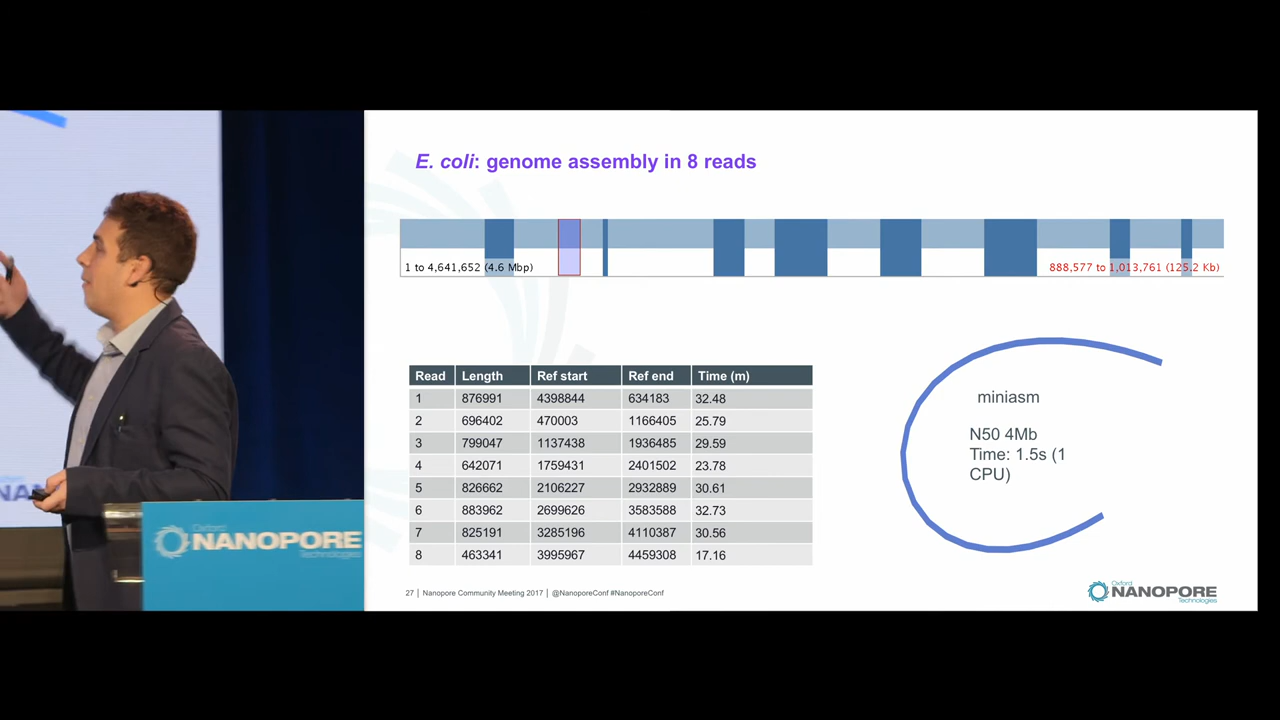 E. coli: genome assembly in 8 reads
1 to 4,641,652 (4.6 Mbp)
888,577 to 1,013,761 (125.2 Kb)
Read Length Ref start Ref end Time (m)
1 876991 4398844 634183 32.48
2 696402 470003 1166405 25.79
3 799047 1137438 1936485 29.59
4 642071 1759431 2401502 23.78
5 826662 2106227 2932889 30.61
6 883962 2699626 3583588 32.73
7 825191 3285196 4110387 30.56
8 463341 3995967 4459308 17.16
miniasm
N50 4Mb
Time: 1.5s (1
CPU)
27 | Nanopore Community Meeting 2017 | @NanoporeConf #NanoporeConf
Oxford
NANOPORE
Technologies
NAN
Oxford
NANOPORE
Technologies